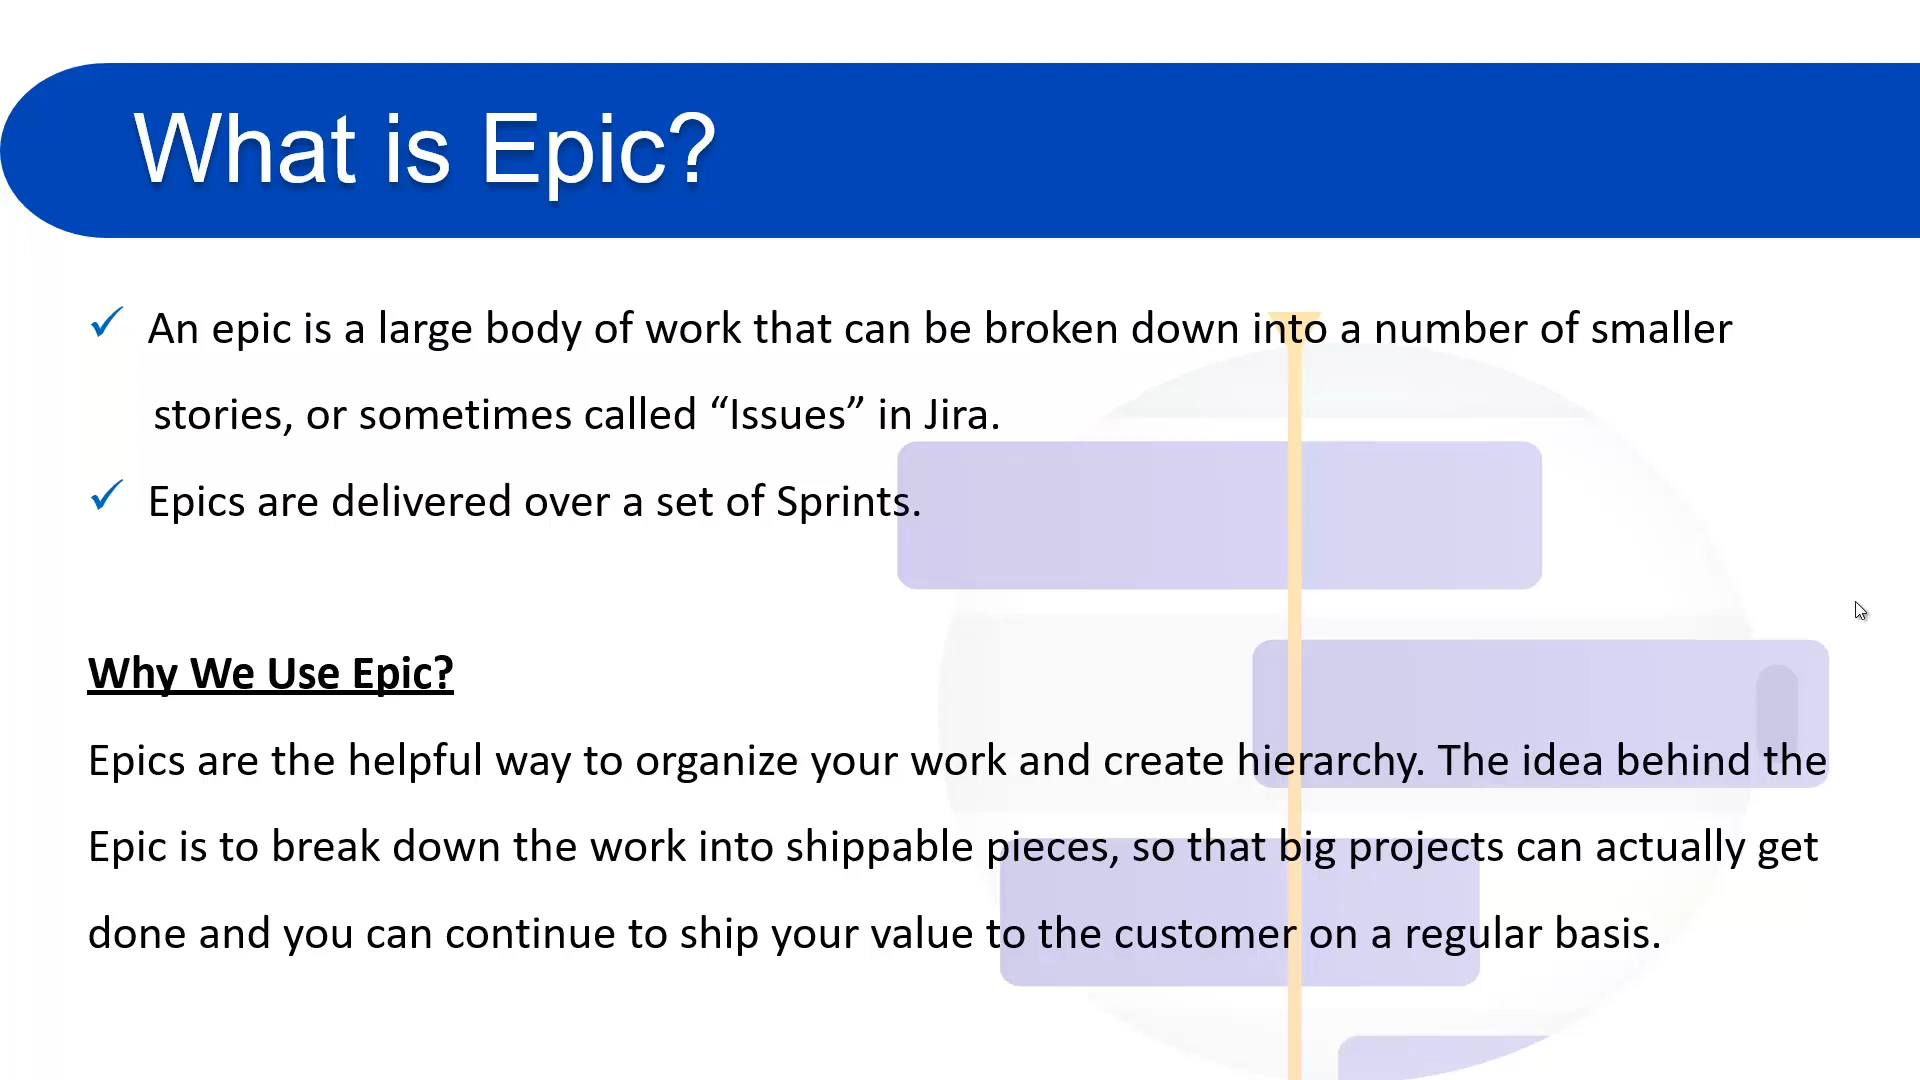 What is Epic?
✓ An epic is a large body of work that can be broken down into a number of smaller
stories, or sometimes called “Issues” in Jira.
✓ Epics are delivered over a set of Sprints.
Why We Use Epic?
Epics are the helpful way to organize your work and create hierarchy. The idea behind the
Epic is to break down the work into shippable pieces, so that big projects can actually get
done and you can continue to ship your value to the customer on a regular basis.